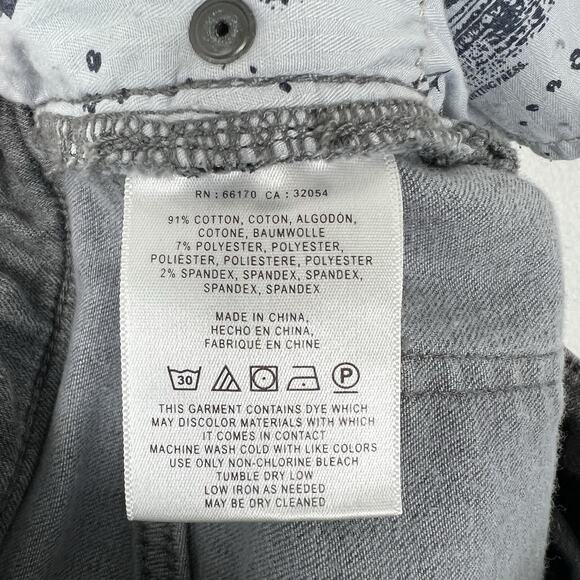 TING PRESS.
RN : 66170 CA : 32054
91% COTTON, COTON, ALGODÓN,
COTONE, BAUMWOLLE
7% POLYESTER, POLYESTER,
POLIÉSTER, POLIESTERE, POLYESTER
2% SPANDEX, SPANDEX, SPANDEX,
SPANDEX, SPANDEX
MADE IN CHINA,
HECHO EN CHINA,
FABRIQUÉ EN CHINE
30 P
THIS GARMENT CONTAINS DYE WHICH
MAY DISCOLOR MATERIALS WITH WHICH
IT COMES IN CONTACT
MACHINE WASH COLD WITH LIKE COLORS
USE ONLY NON-CHLORINE BLEACH
TUMBLE DRY LOW
LOW IRON AS NEEDED
MAY BE DRY CLEANED